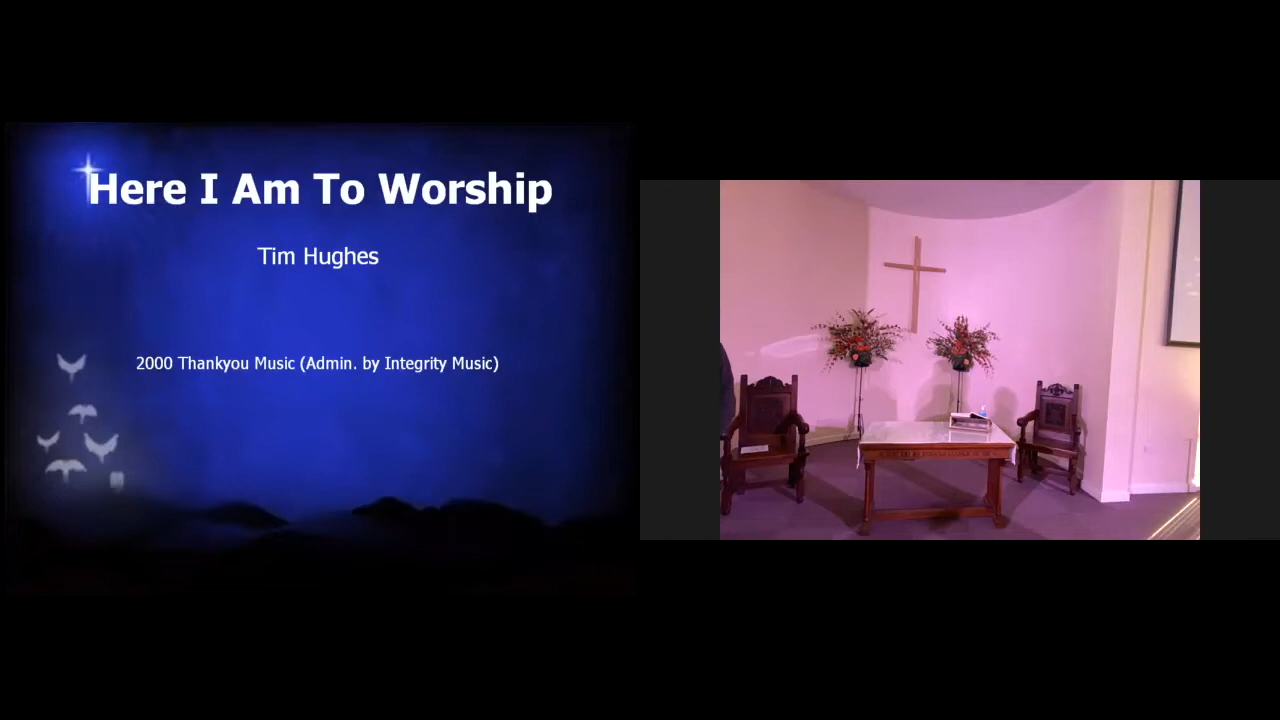 Here I Am To Worship
Tim Hughes
2000 Thankyou Music (Admin. by Integrity Music)